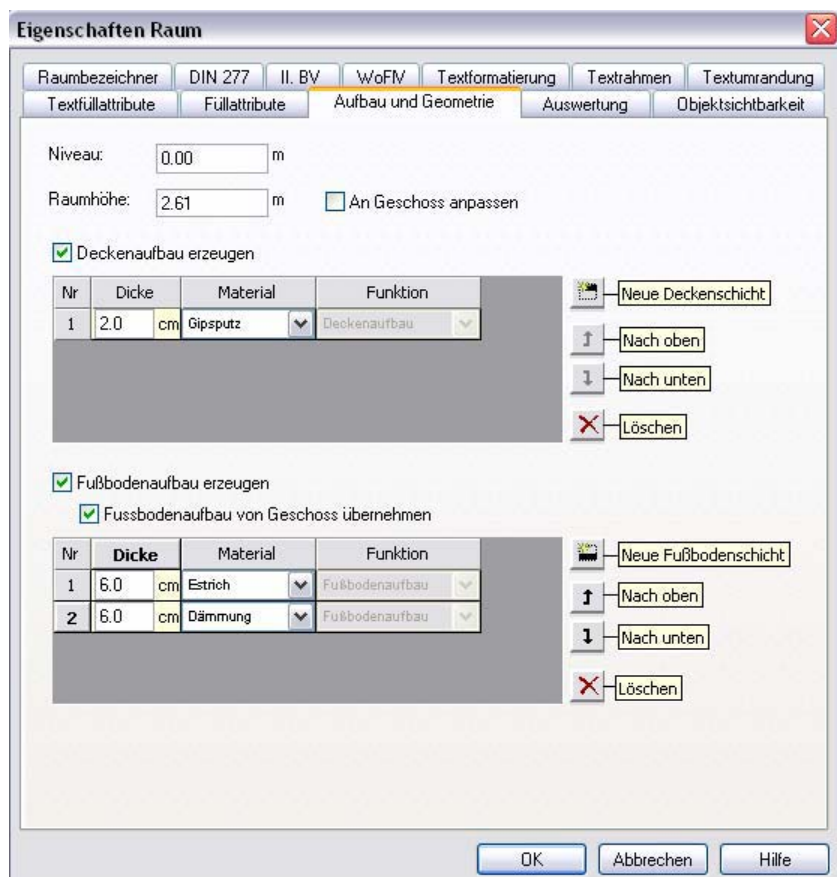 Eigenschaften Raum
Raumbezeichner DIN 277 II. BV WoFlV Textformatierung Textrahmen Textumrandung
Textfüllattribute Füllattribute Aufbau und Geometrie Auswertung Objektsichtbarkeit
Niveau: 0.00 m
Raumhöhe: 2.61 m An Geschoss anpassen
Deckenaufbau erzeugen
Nr Dicke Material Funktion
1 2.0 cm Gipsputz Deckenaufbau
Neue Deckenschicht
Nach oben
Nach unten
Löschen
Fußbodenaufbau erzeugen
Fussbodenaufbau von Geschoss übernehmen
Nr Dicke Material Funktion
1 6.0 cm Estrich Fußbodenaufbau
2 6.0 cm Dämmung Fußbodenaufbau
Neue Fußbodenschicht
Nach oben
Nach unten
Löschen
OK Abbrechen Hilfe